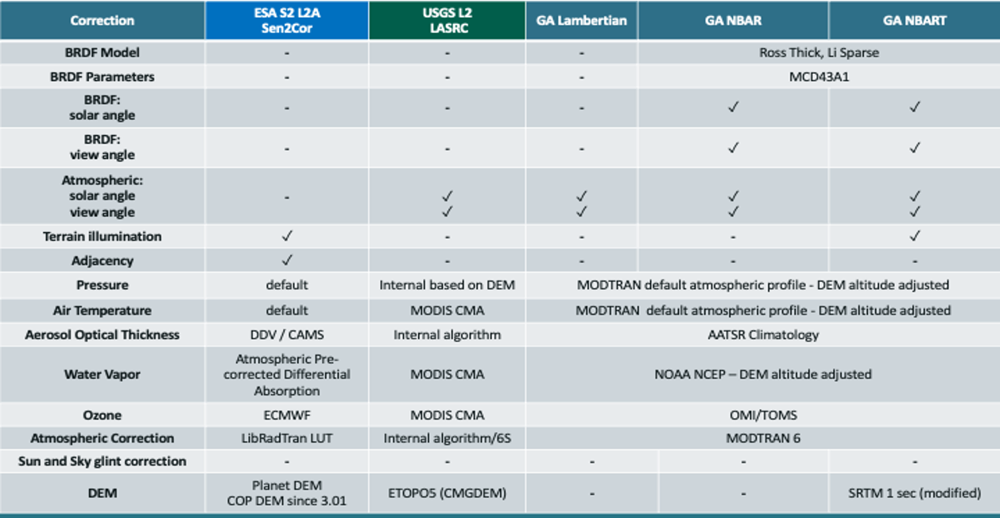 Correction ESA S2 L2A Sen2Cor USGS L2 LASRC GA Lambertian GA NBAR GA NBART
BRDF Model - - - Ross Thick, Li Sparse
BRDF Parameters - - - MCD43A1
BRDF: solar angle - - - ✓ ✓
BRDF: view angle - - - ✓ ✓
Atmospheric:
solar angle - ✓ ✓ ✓ ✓
view angle ✓ ✓ ✓ ✓
Terrain illumination ✓ - - - ✓
Adjacency ✓ - - - -
Pressure default Internal based on DEM MODTRAN default atmospheric profile - DEM altitude adjusted
Air Temperature default MODIS CMA MODTRAN default atmospheric profile - DEM altitude adjusted
Aerosol Optical Thickness DDV / CAMS Internal algorithm AATSR Climatology
Water Vapor Atmospheric Pre-corrected Differential Absorption MODIS CMA NOAA NCEP – DEM altitude adjusted
Ozone ECMWF MODIS CMA OMI/TOMS
Atmospheric Correction LibRadTran LUT Internal algorithm/6S MODTRAN 6
Sun and Sky glint correction - - - - -
DEM Planet DEM COP DEM since 3.01 ETOPO5 (CMGDEM) - - SRTM 1 sec (modified)